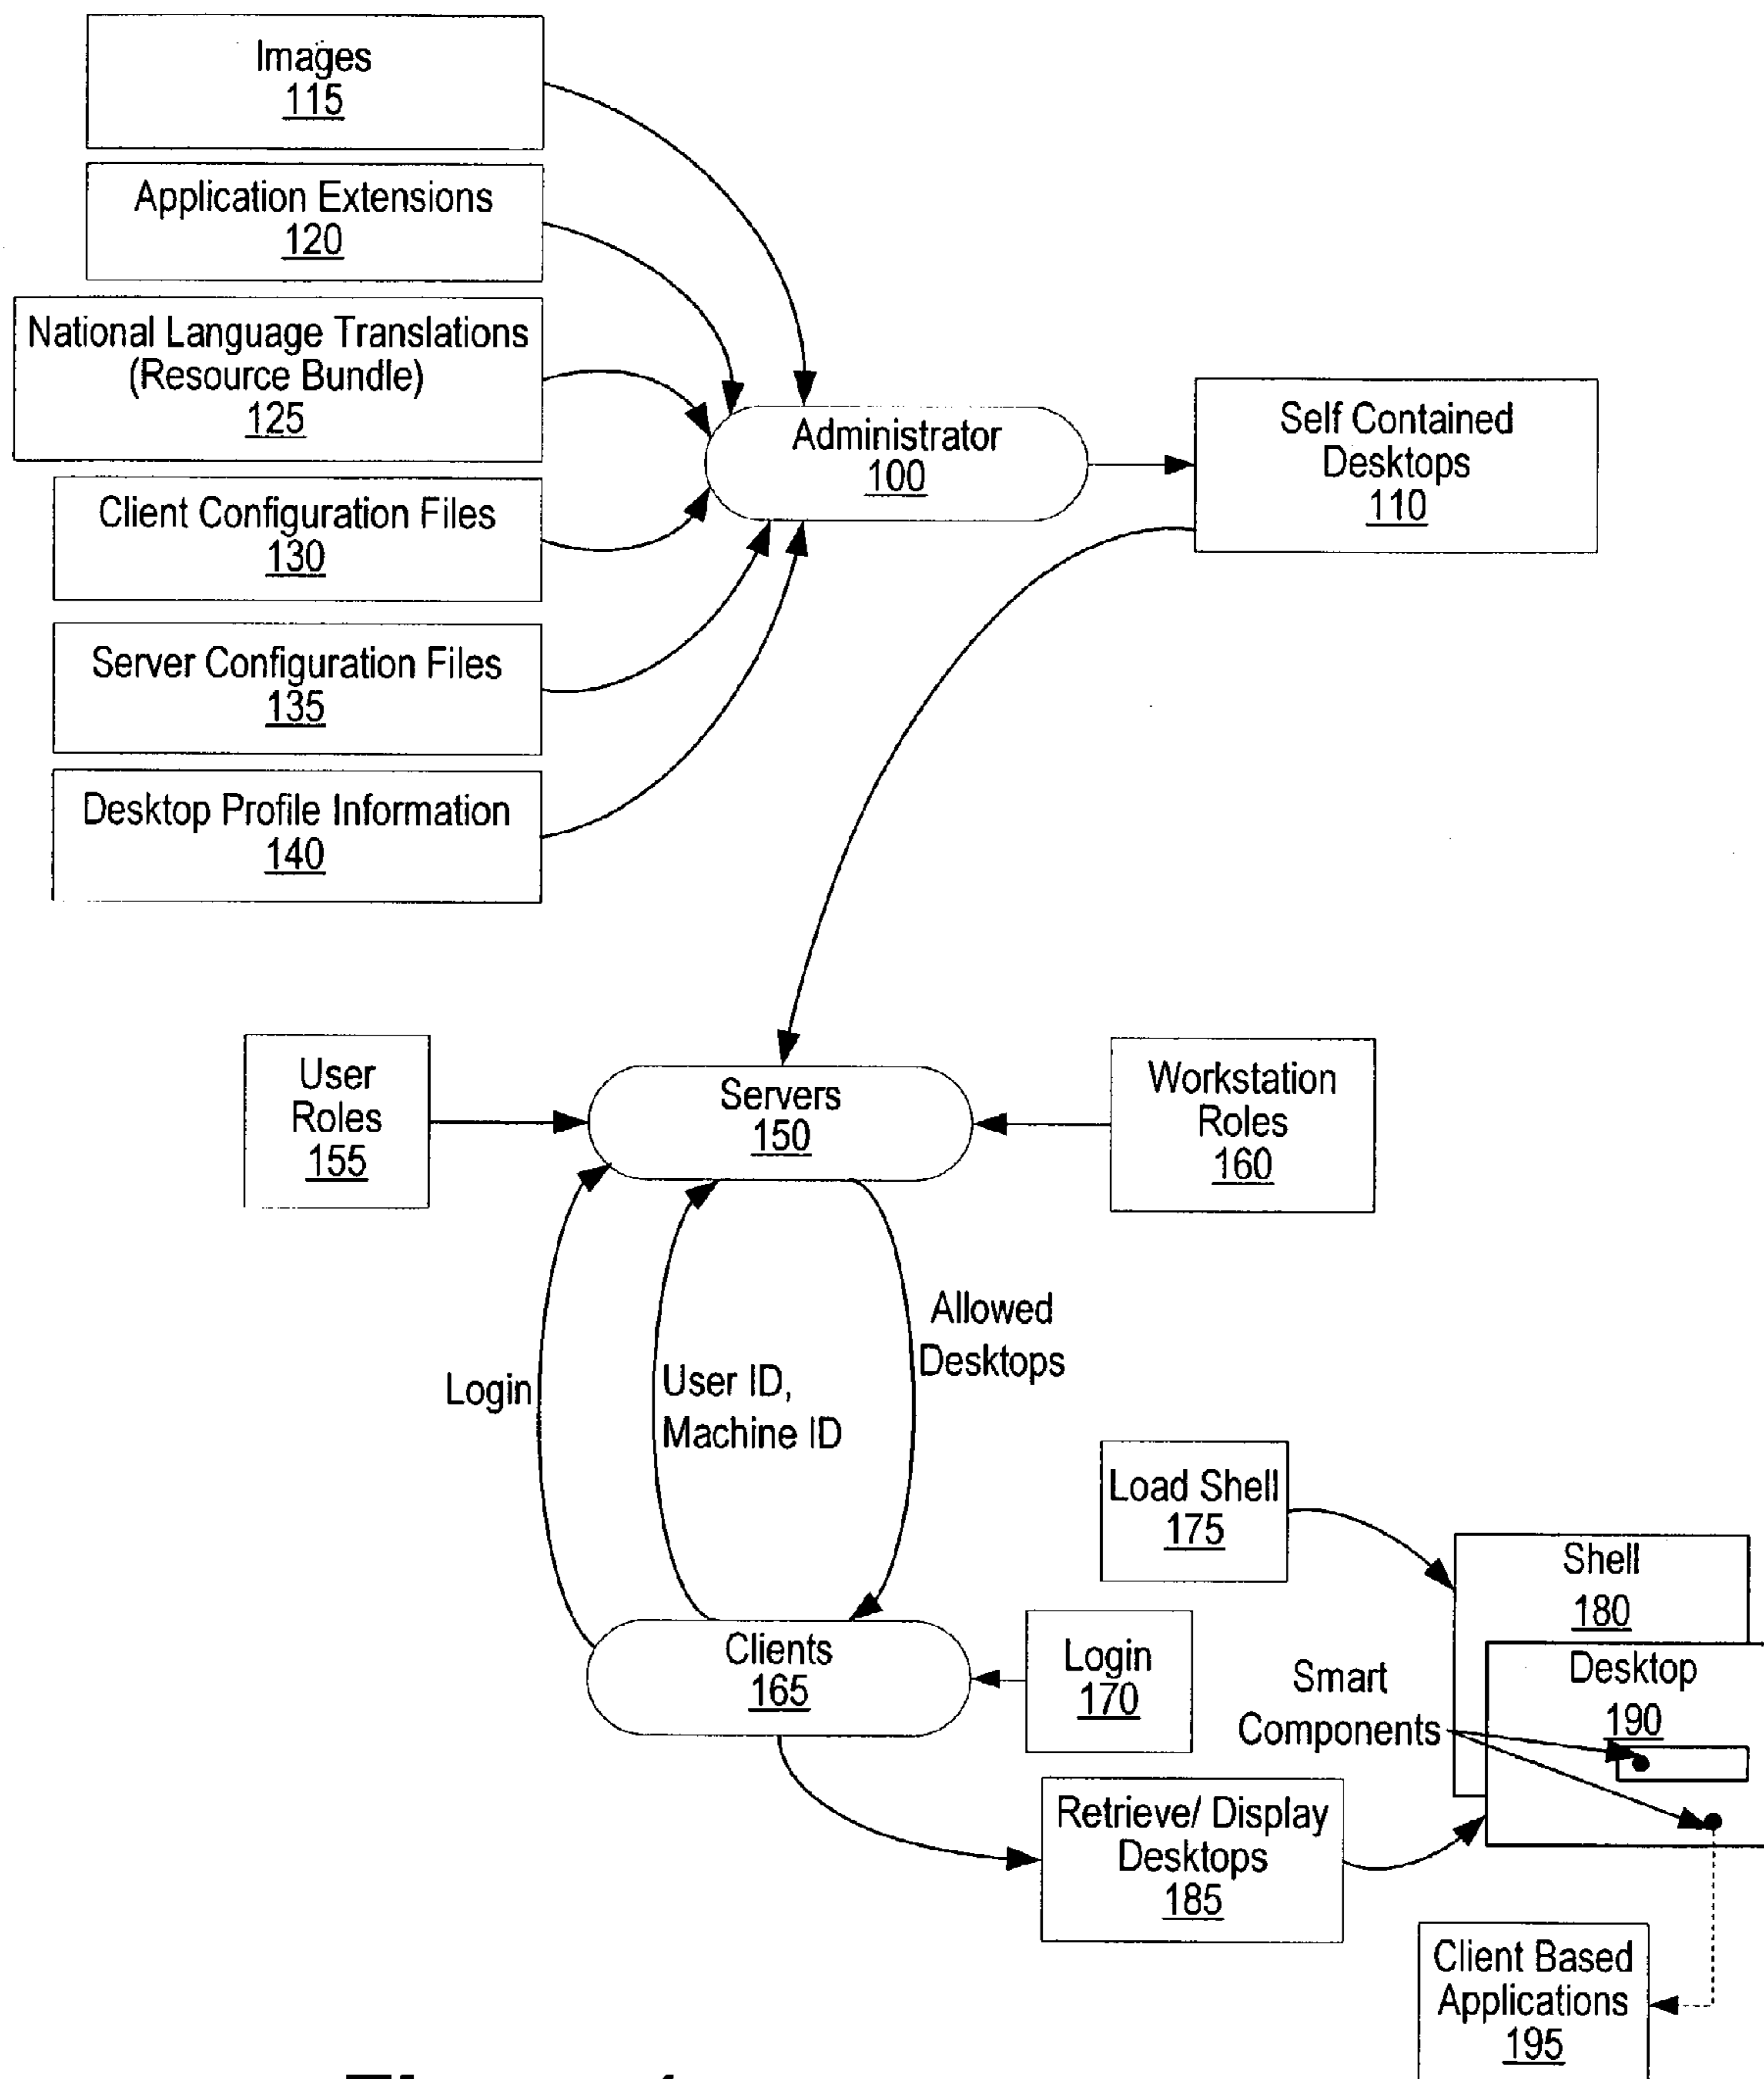 Images
115
Application Extensions
120
National Language Translations
(Resource Bundle)
125
Client Configuration Files
130
Server Configuration Files
135
Desktop Profile Information
140
Administrator
100
Self Contained
Desktops
110
User
Roles
155
Servers
150
Workstation
Roles
160
Login
User ID,
Machine ID
Allowed
Desktops
Load Shell
175
Shell
180
Clients
165
Login
170
Smart
Components
Desktop
190
Retrieve/ Display
Desktops
185
Client Based
Applications
195